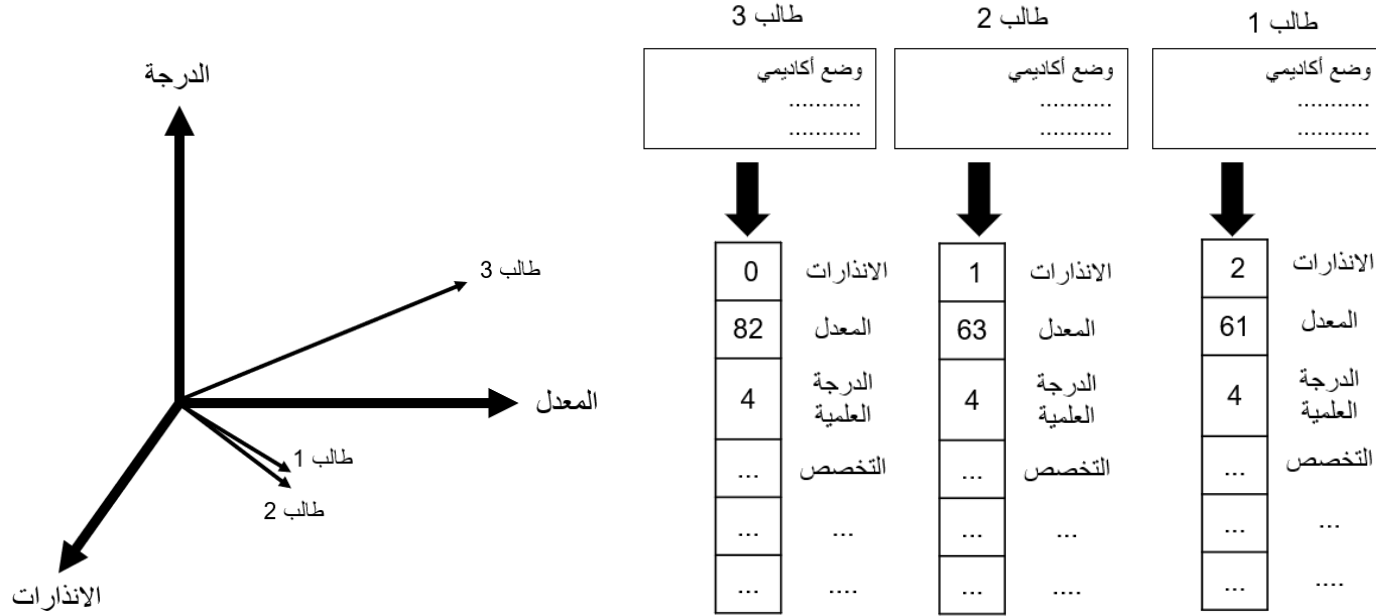 طالب 1
وضع أكاديمي
...........
...........
الانذارات
2
المعدل
61
الدرجة
العلمية
4
التخصص
...
...
...
....
...
طالب 2
وضع أكاديمي
...........
...........
الانذارات
1
المعدل
63
الدرجة
العلمية
4
التخصص
...
...
...
....
...
طالب 3
وضع أكاديمي
...........
...........
الانذارات
0
المعدل
82
الدرجة
العلمية
4
التخصص
...
...
...
....
...
الدرجة
طالب 3
المعدل
طالب 1
طالب 2
الانذارات